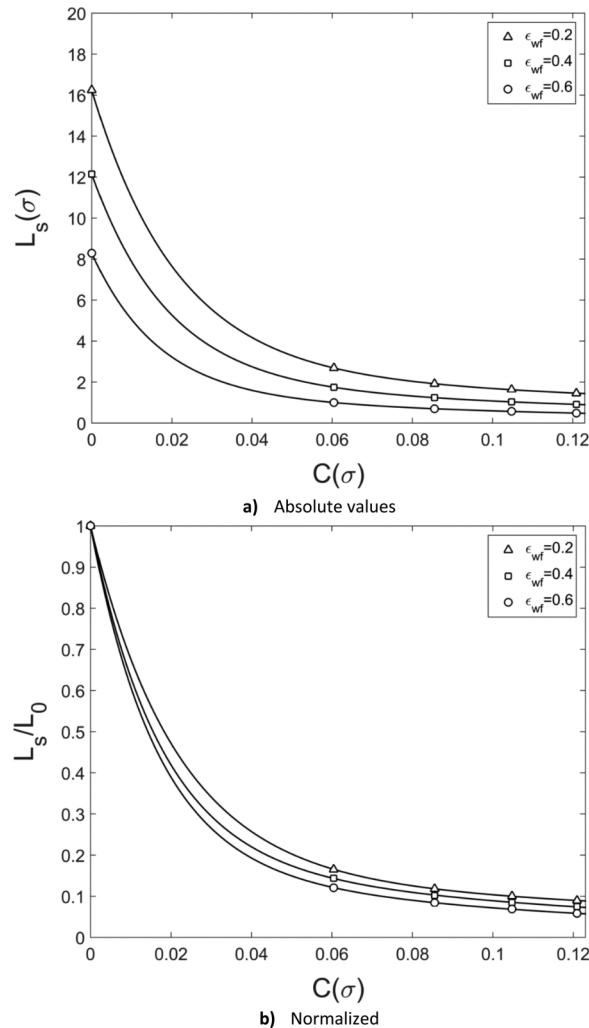 20
18
16
14
12
10
8
6
4
2
0
L_s(σ)
ϵ_wf=0.2
ϵ_wf=0.4
ϵ_wf=0.6
0 0.02 0.04 0.06 0.08 0.1 0.12
C(σ)
a) Absolute values
1
0.9
0.8
0.7
0.6
0.5
0.4
0.3
0.2
0.1
0
L_s/L_0
ϵ_wf=0.2
ϵ_wf=0.4
ϵ_wf=0.6
0 0.02 0.04 0.06 0.08 0.1 0.12
C(σ)
b) Normalized